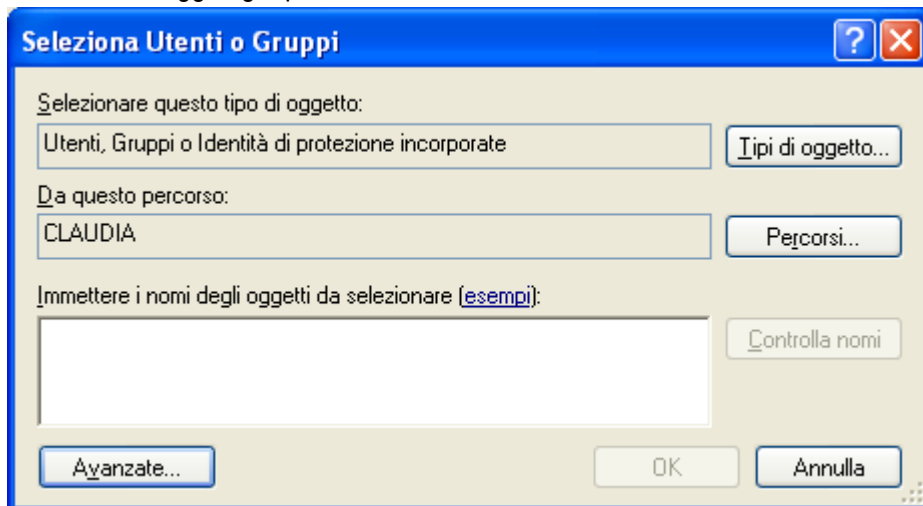 Seleziona Utenti o Gruppi
Selezionare questo tipo di oggetto:
Utenti, Gruppi o Identità di protezione incorporate
Tipi di oggetto...
Da questo percorso:
CLAUDIA
Percorsi...
Immettere i nomi degli oggetti da selezionare (esempi):
Controlla nomi
Avanzate...
OK
Annulla